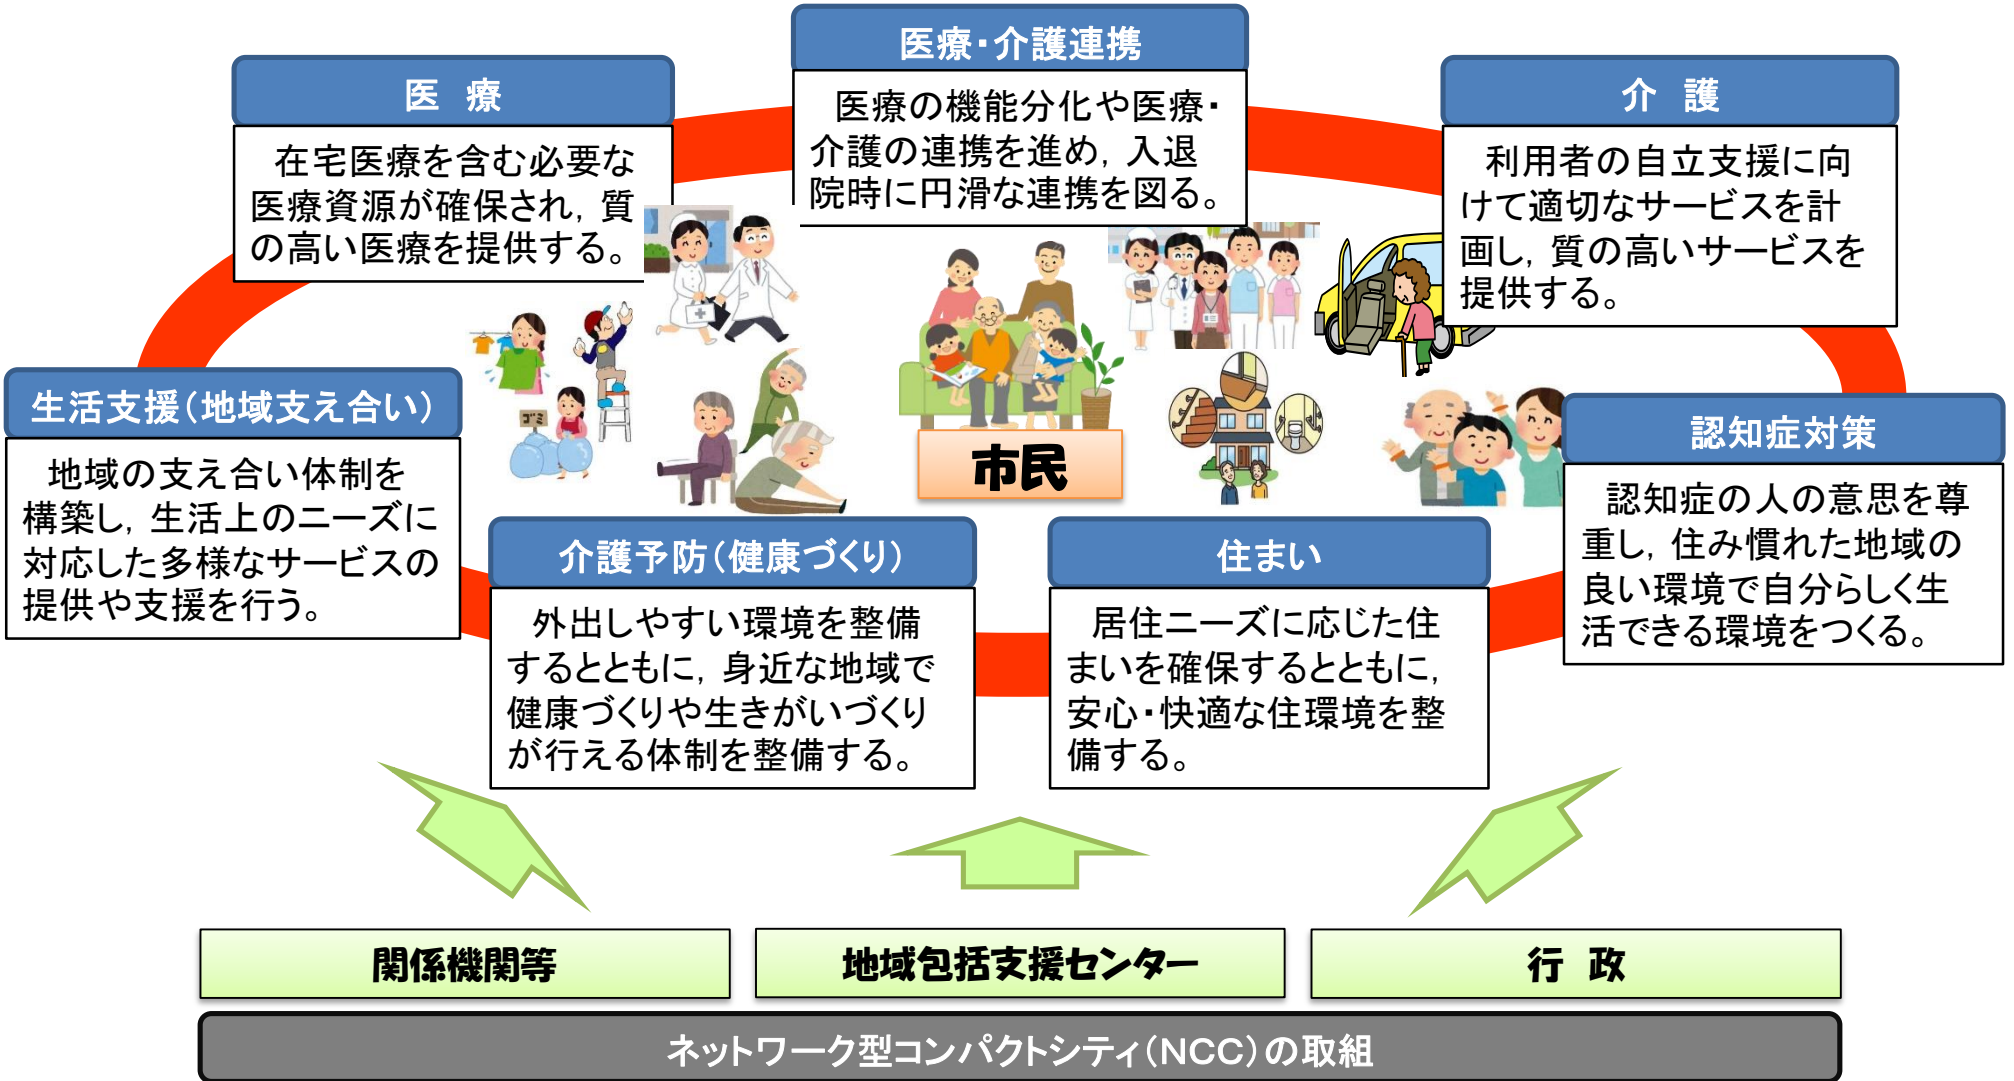 医療・介護連携
医療の機能分化や医療・
介護の連携を進め，入退
院時に円滑な連携を図る。
医　療
在宅医療を含む必要な
医療資源が確保され，質
の高い医療を提供する。
介　護
利用者の自立支援に向
けて適切なサービスを計
画し，質の高いサービスを
提供する。
生活支援（地域支え合い）
地域の支え合い体制を
構築し，生活上のニーズに
対応した多様なサービスの
提供や支援を行う。
ゴミ
市民
認知症対策
認知症の人の意思を尊
重し，住み慣れた地域の
良い環境で自分らしく生
活できる環境をつくる。
介護予防（健康づくり）
外出しやすい環境を整備
するとともに，身近な地域で
健康づくりや生きがいづくり
が行える体制を整備する。
住まい
居住ニーズに応じた住
まいを確保するとともに，
安心・快適な住環境を整
備する。
関係機関等
地域包括支援センター
行　政
ネットワーク型コンパクトシティ（NCC）の取組